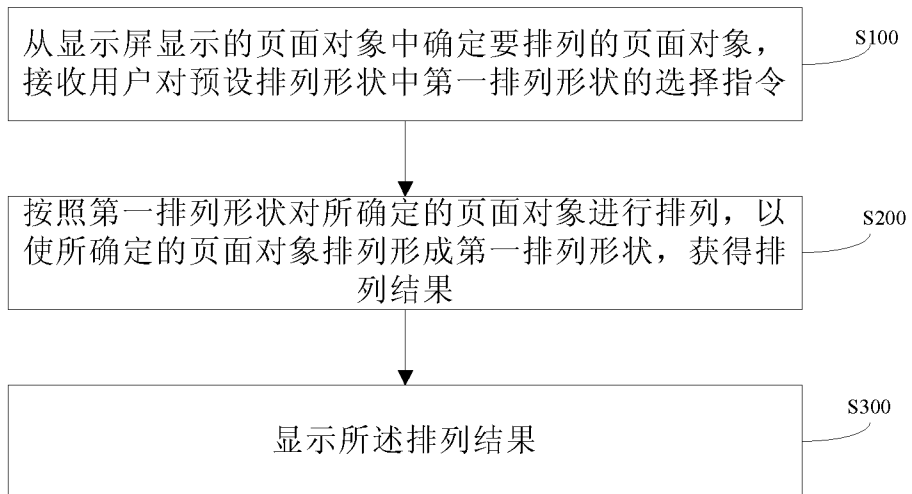 从显示屏显示的页面对象中确定要排列的页面对象，
接收用户对预设排列形状中第一排列形状的选择指令
S100
按照第一排列形状对所确定的页面对象进行排列，以
使所确定的页面对象排列形成第一排列形状，获得排
列结果
S200
显示所述排列结果
S300